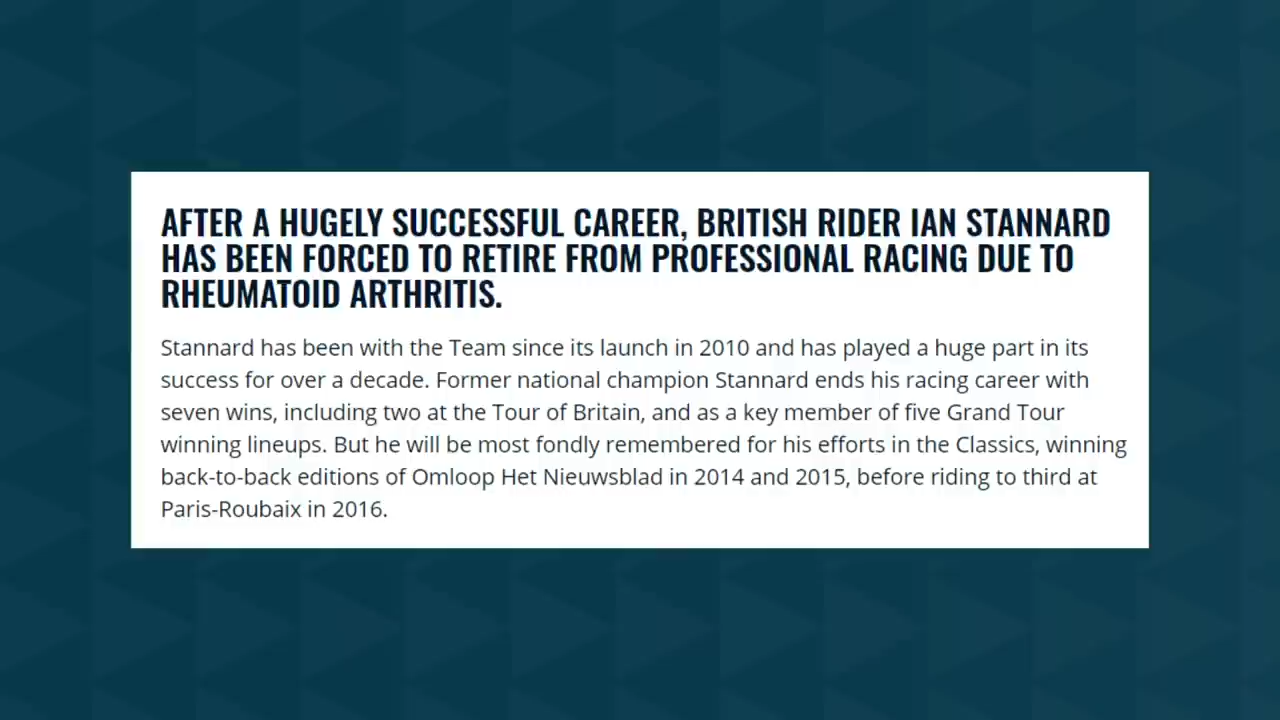 AFTER A HUGELY SUCCESSFUL CAREER, BRITISH RIDER IAN STANNARD
HAS BEEN FORCED TO RETIRE FROM PROFESSIONAL RACING DUE TO
RHEUMATOID ARTHRITIS.
Stannard has been with the Team since its launch in 2010 and has played a huge part in its
success for over a decade. Former national champion Stannard ends his racing career with
seven wins, including two at the Tour of Britain, and as a key member of five Grand Tour
winning lineups. But he will be most fondly remembered for his efforts in the Classics, winning
back-to-back editions of Omloop Het Nieuwsblad in 2014 and 2015, before riding to third at
Paris-Roubaix in 2016.